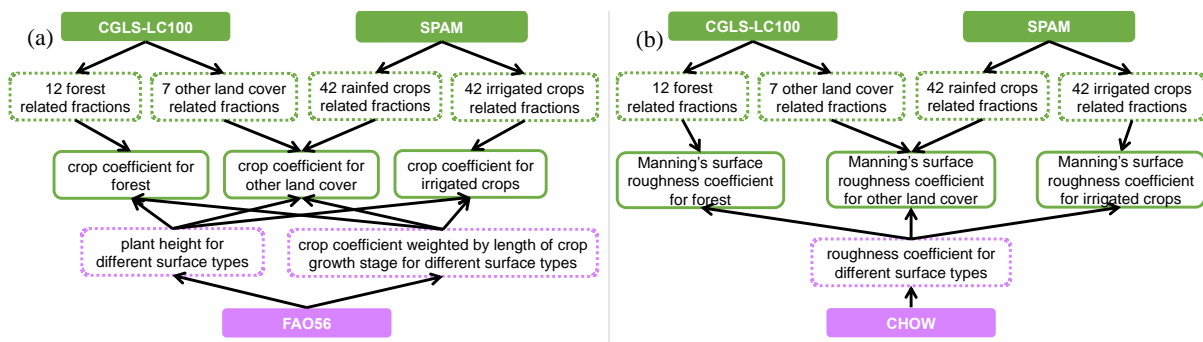 (a)
CGLS-LC100
SPAM
12 forest
related fractions
7 other land cover
related fractions
42 rainfed crops
related fractions
42 irrigated crops
related fractions
crop coefficient for
forest
crop coefficient for
other land cover
crop coefficient for
irrigated crops
plant height for
different surface types
crop coefficient weighted by length of crop
growth stage for different surface types
FAO56
(b)
CGLS-LC100
SPAM
12 forest
related fractions
7 other land cover
related fractions
42 rainfed crops
related fractions
42 irrigated crops
related fractions
Manning's surface
roughness coefficient
for forest
Manning's surface
roughness coefficient
for other land cover
Manning's surface
roughness coefficient
for irrigated crops
roughness coefficient for
different surface types
CHOW